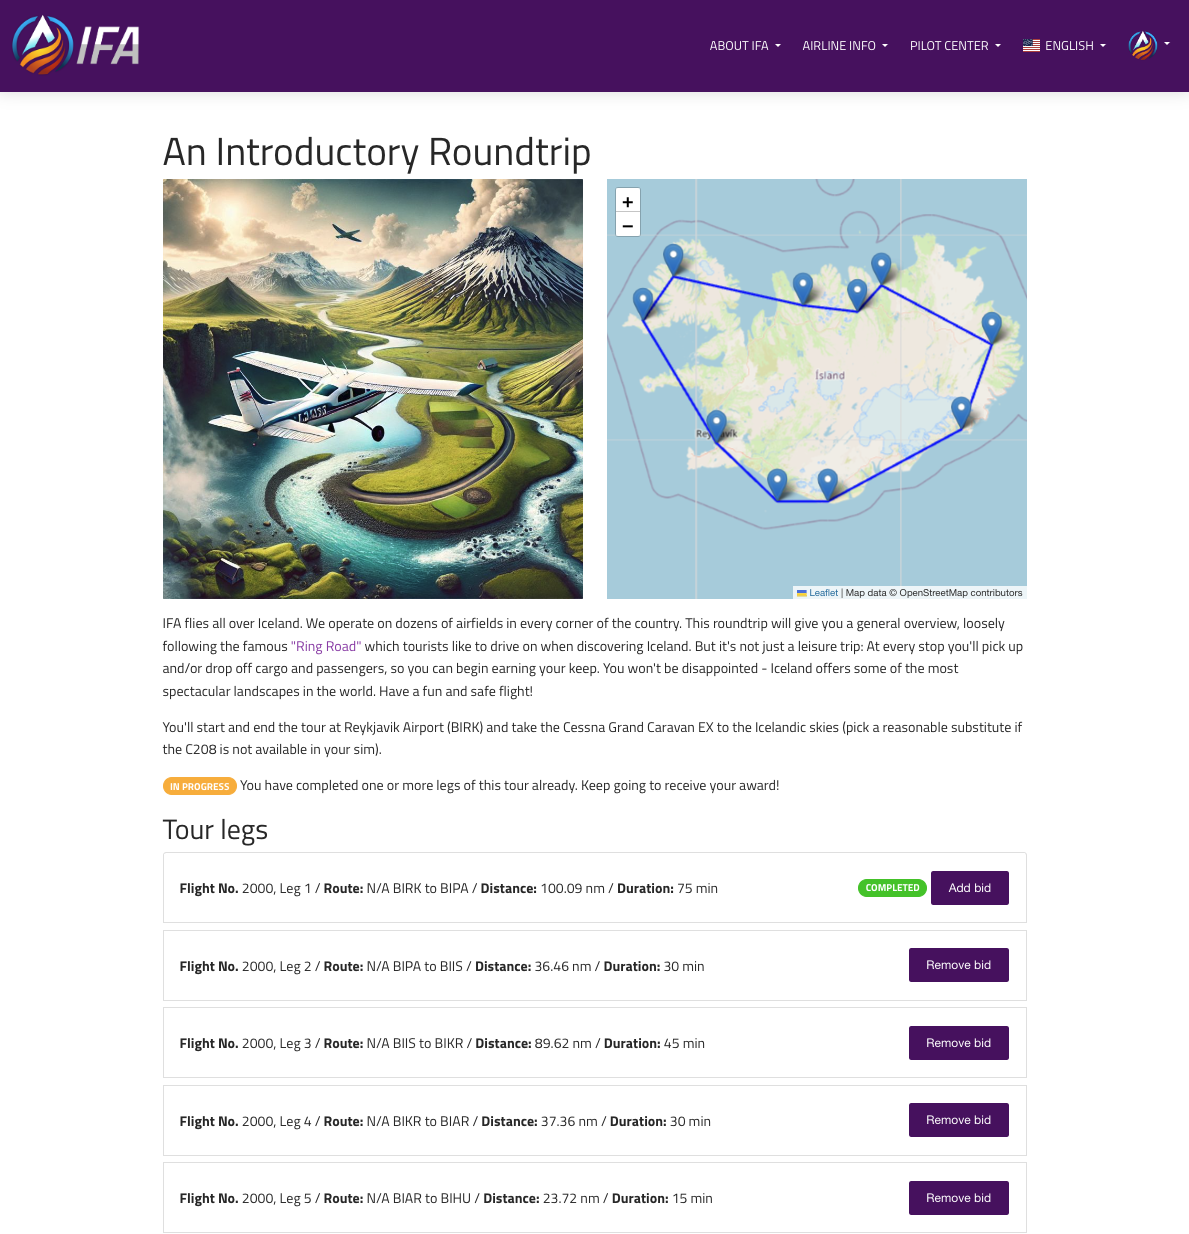 IFA
ABOUT IFA
AIRLINE INFO
PILOT CENTER
ENGLISH
An Introductory Roundtrip
+
−
Ísland
Leaflet | Map data © OpenStreetMap contributors
IFA flies all over Iceland. We operate on dozens of airfields in every corner of the country. This roundtrip will give you a general overview, loosely
following the famous "Ring Road" which tourists like to drive on when discovering Iceland. But it's not just a leisure trip: At every stop you'll pick up
and/or drop off cargo and passengers, so you can begin earning your keep. You won't be disappointed - Iceland offers some of the most
spectacular landscapes in the world. Have a fun and safe flight!
You'll start and end the tour at Reykjavik Airport (BIRK) and take the Cessna Grand Caravan EX to the Icelandic skies (pick a reasonable substitute if
the C208 is not available in your sim).
IN PROGRESS You have completed one or more legs of this tour already. Keep going to receive your award!
Tour legs
Flight No. 2000, Leg 1 / Route: N/A BIRK to BIPA / Distance: 100.09 nm / Duration: 75 min COMPLETED Add bid
Flight No. 2000, Leg 2 / Route: N/A BIPA to BIIS / Distance: 36.46 nm / Duration: 30 min Remove bid
Flight No. 2000, Leg 3 / Route: N/A BIIS to BIKR / Distance: 89.62 nm / Duration: 45 min Remove bid
Flight No. 2000, Leg 4 / Route: N/A BIKR to BIAR / Distance: 37.36 nm / Duration: 30 min Remove bid
Flight No. 2000, Leg 5 / Route: N/A BIAR to BIHU / Distance: 23.72 nm / Duration: 15 min Remove bid